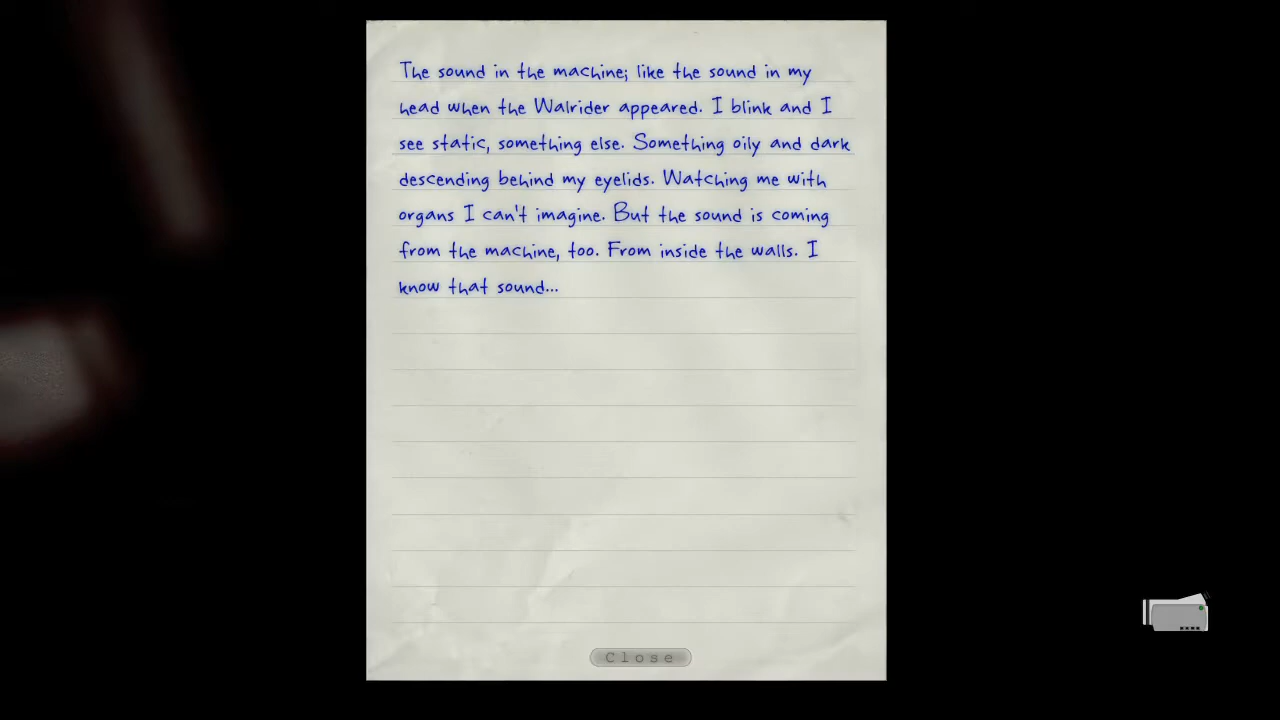 The sound in the machine; like the sound in my
head when the Walrider appeared. I blink and I
see static, something else. Something oily and dark
descending behind my eyelids. Watching me with
organs I can't imagine. But the sound is coming
from the machine, too. From inside the walls. I
know that sound...
Close